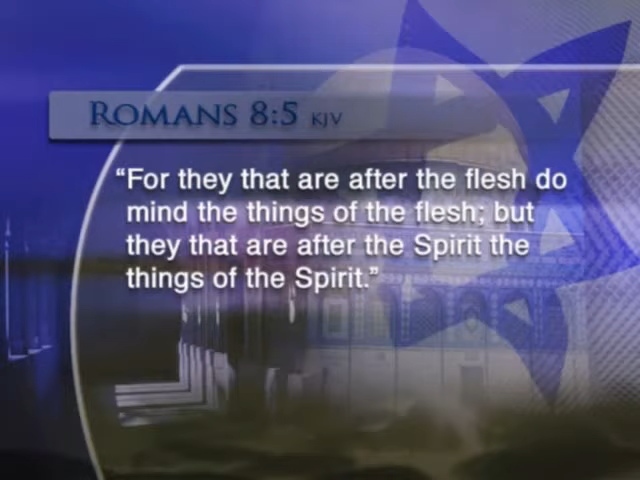 ROMANS 8:5 KJV
“For they that are after the flesh do
mind the things of the flesh; but
they that are after the Spirit the
things of the Spirit.”